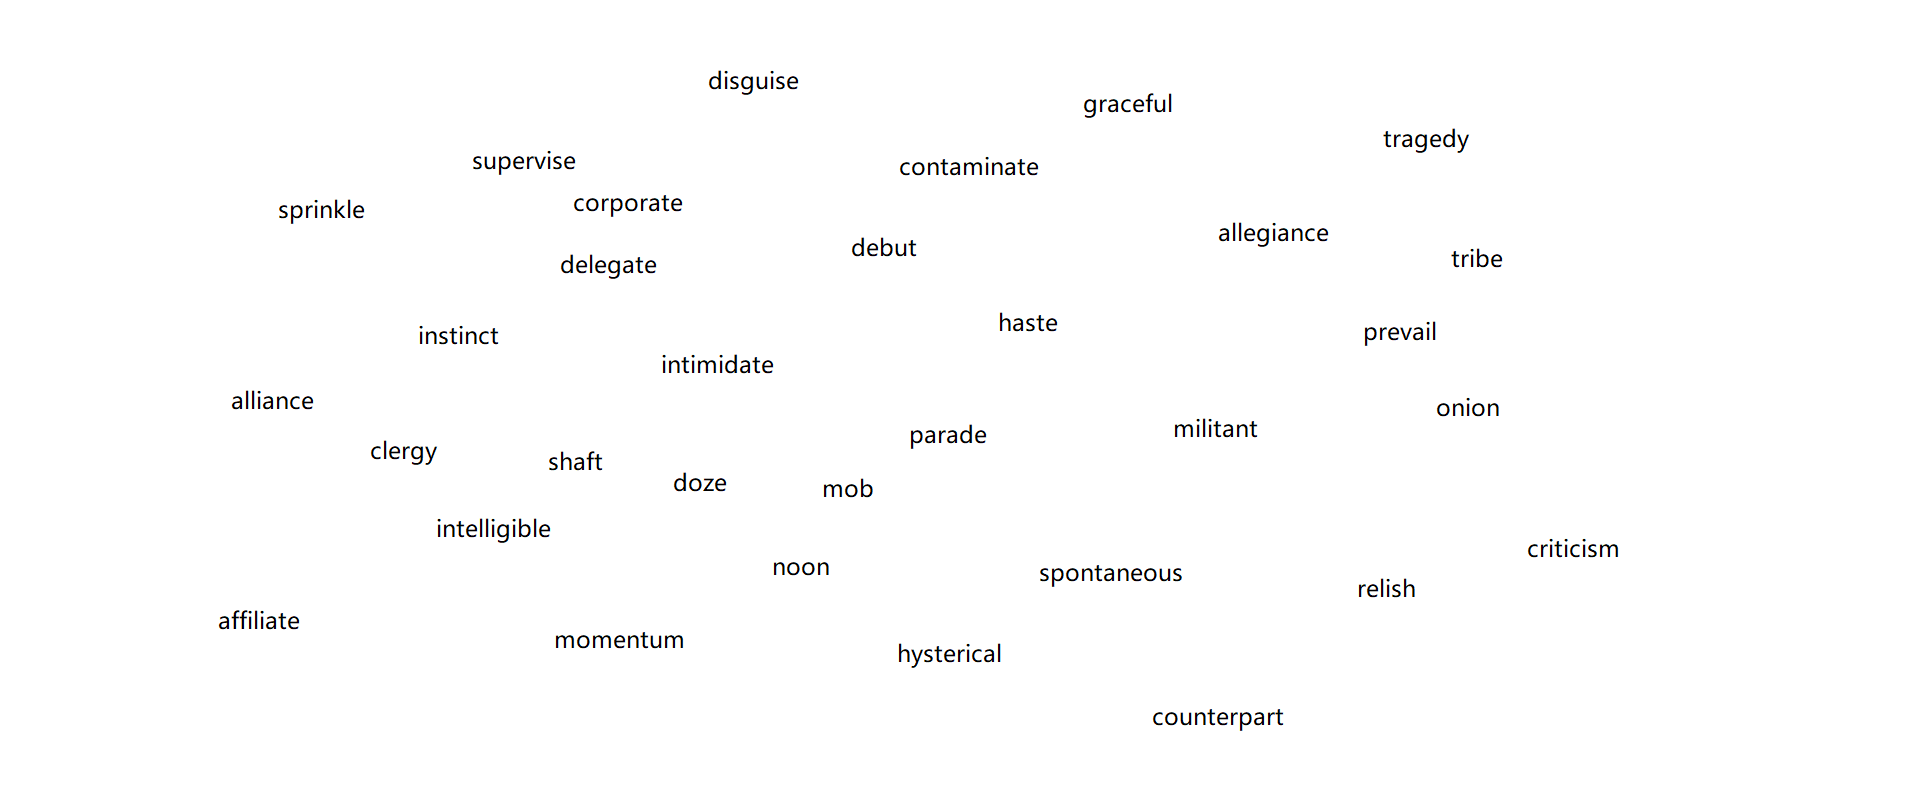 disguise
graceful
tragedy
supervise
contaminate
corporate
sprinkle
allegiance
debut
tribe
delegate
haste
prevail
instinct
intimidate
alliance
onion
militant
parade
clergy
shaft
doze
mob
intelligible
criticism
noon
spontaneous
relish
affiliate
momentum
hysterical
counterpart